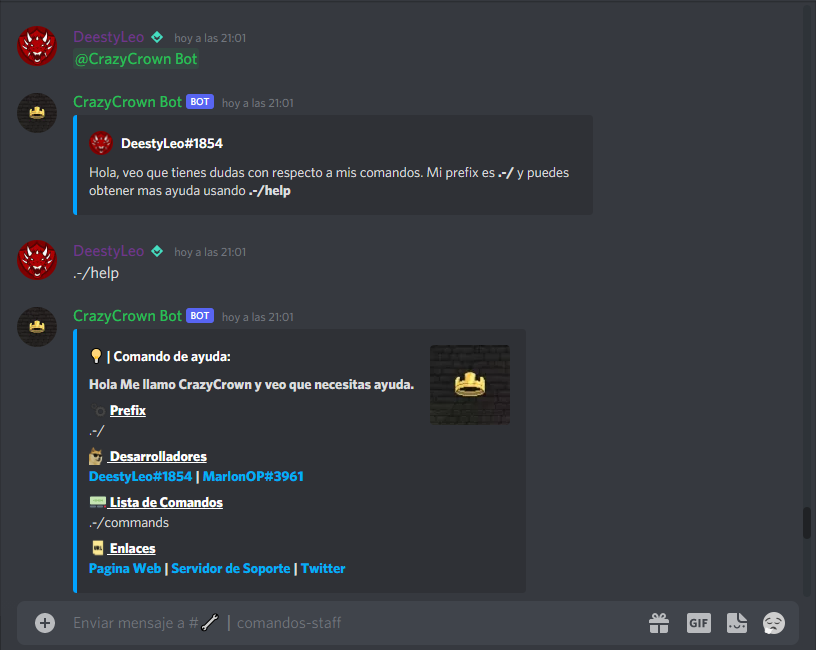 DeestyLeo hoy a las 21:01
@CrazyCrown Bot
CrazyCrown Bot BOT hoy a las 21:01
DeestyLeo#1854
Hola, veo que tienes dudas con respecto a mis comandos. Mi prefix es .-/ y puedes
obtener mas ayuda usando .-/help
DeestyLeo hoy a las 21:01
.-/help
CrazyCrown Bot BOT hoy a las 21:01
| Comando de ayuda:
Hola Me llamo CrazyCrown y veo que necesitas ayuda.
Prefix
.-/
Desarrolladores
DeestyLeo#1854 | MarlonOP#3961
Lista de Comandos
.-/commands
Enlaces
Pagina Web | Servidor de Soporte | Twitter
Enviar mensaje a # | comandos-staff
GIF